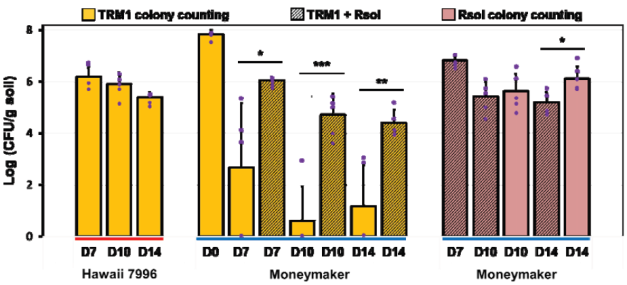 TRM1 colony counting TRM1 + Rsol Rsol colony counting
Log (CFU/g soil)
8
6
4
2
0
* *** ** *
D7 D10 D14 D0 D7 D7 D10 D10 D14 D14 D7 D10 D10 D14 D14
Hawaii 7996 Moneymaker Moneymaker